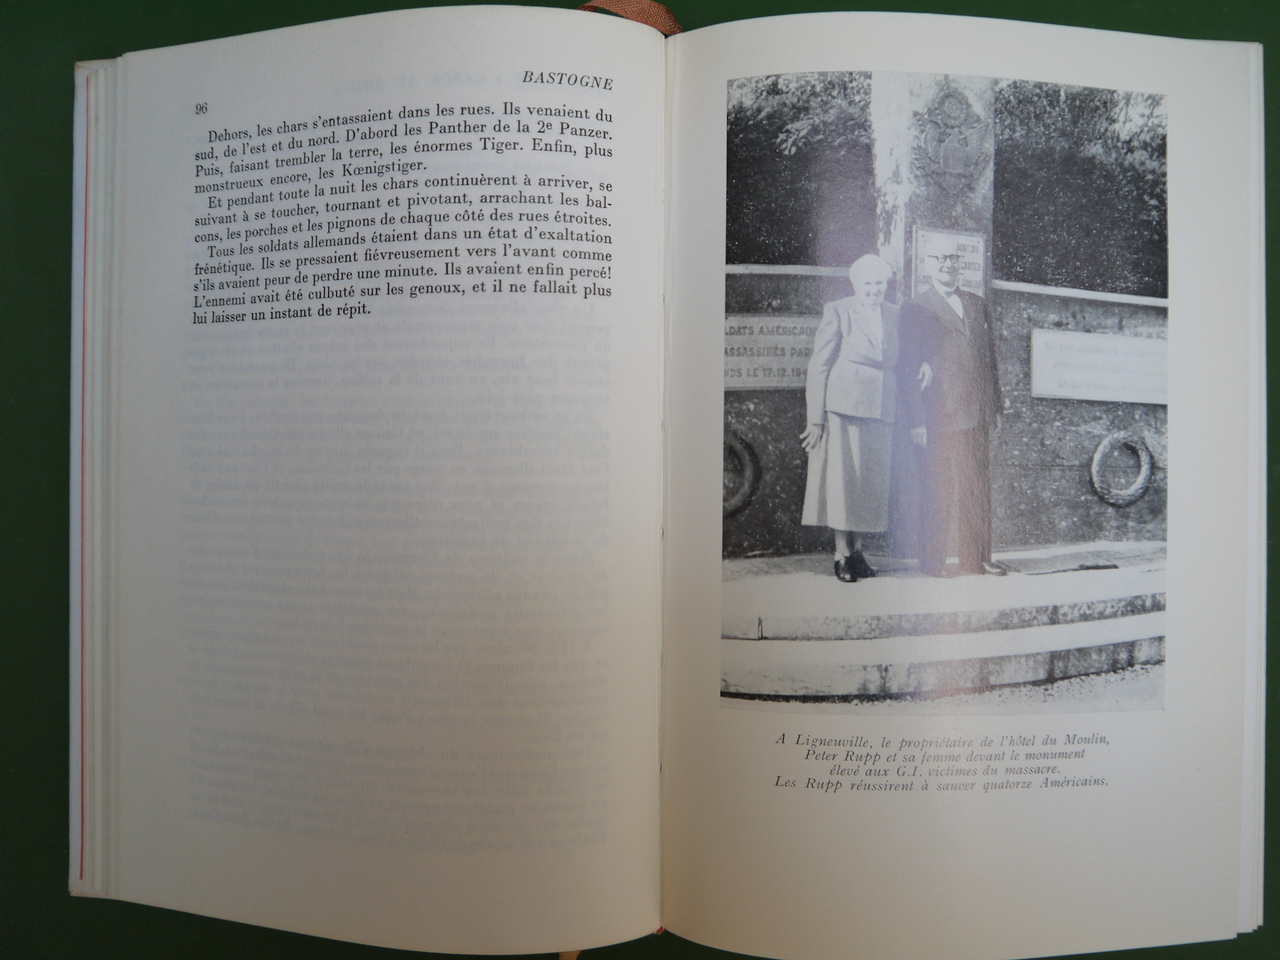 BASTOGNE
96
Dehors, les chars s'entassaient dans les rues. Ils venaient du
sud, de l'est et du nord. D'abord les Panther de la 2e Panzer.
Puis, faisant trembler la terre, les énormes Tiger. Enfin, plus
monstrueux encore, les Kœnigstiger.
Et pendant toute la nuit les chars continuèrent à arriver, se
suivant à se toucher, tournant et pivotant, arrachant les bal-
cons, les porches et les pignons de chaque côté des rues étroites.
Tous les soldats allemands étaient dans un état d'exaltation
frénétique. Ils se pressaient fiévreusement vers l'avant comme
s'ils avaient peur de perdre une minute. Ils avaient enfin percé!
L'ennemi avait été culbuté sur les genoux, et il ne fallait plus
lui laisser un instant de répit.
LDATS AMÉRICAIN
ASSASSINÉS PAR
LE 17.12.194
A Ligneuville, le propriétaire de l'hôtel du Moulin,
Peter Rupp et sa femme devant le monument
élevé aux G.I. victimes du massacre.
Les Rupp réussirent à sauver quatorze Américains.